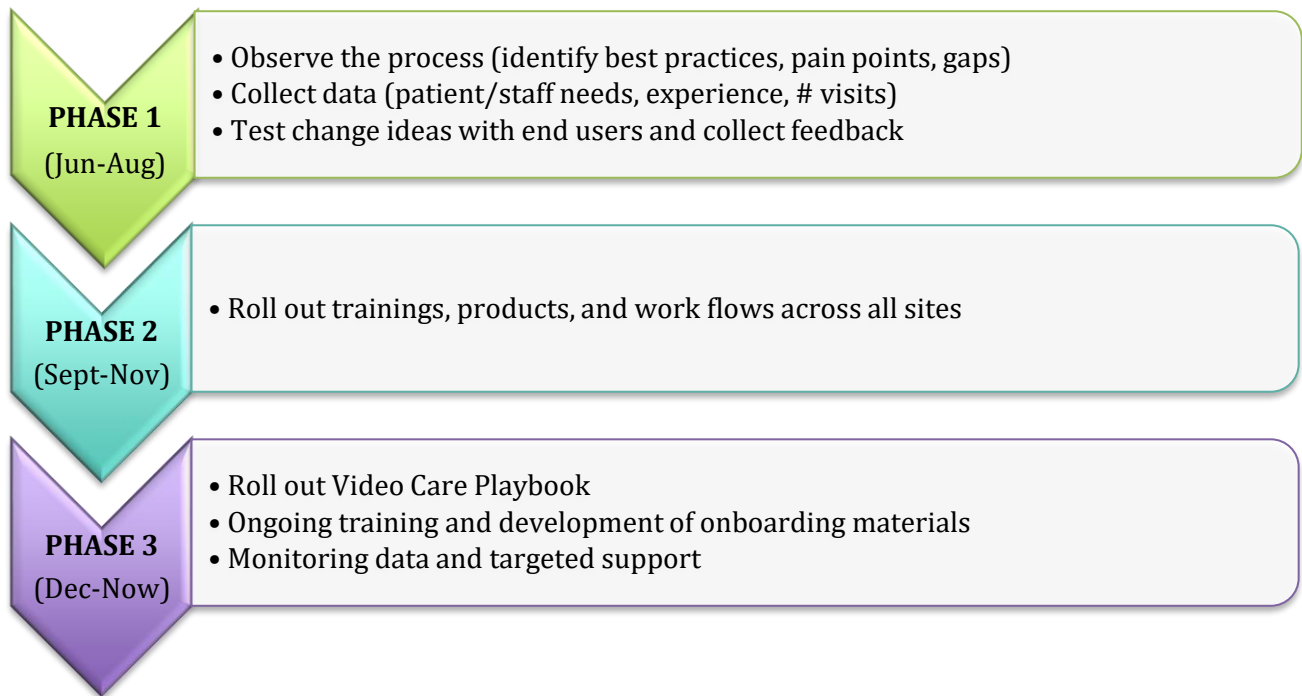 PHASE 1
(Jun-Aug)
• Observe the process (identify best practices, pain points, gaps)
• Collect data (patient/staff needs, experience, # visits)
• Test change ideas with end users and collect feedback
PHASE 2
(Sept-Nov)
• Roll out trainings, products, and work flows across all sites
PHASE 3
(Dec-Now)
• Roll out Video Care Playbook
• Ongoing training and development of onboarding materials
• Monitoring data and targeted support